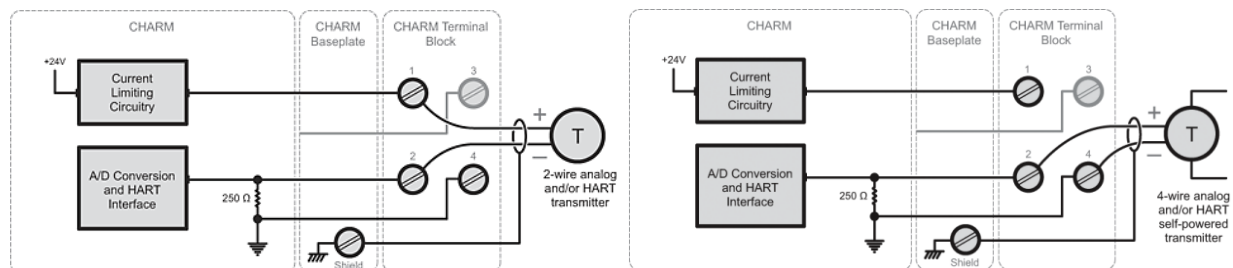 CHARM
CHARM
Baseplate
CHARM Terminal
Block
+24V
Current
Limiting
Circuitry
1
3
+
T
−
2
4
A/D Conversion
and HART
Interface
250 Ω
2-wire analog
and/or HART
transmitter
Shield
CHARM
CHARM
Baseplate
CHARM Terminal
Block
+24V
Current
Limiting
Circuitry
1
3
+
T
−
2
4
A/D Conversion
and HART
Interface
250 Ω
4-wire analog
and/or HART
self-powered
transmitter
Shield